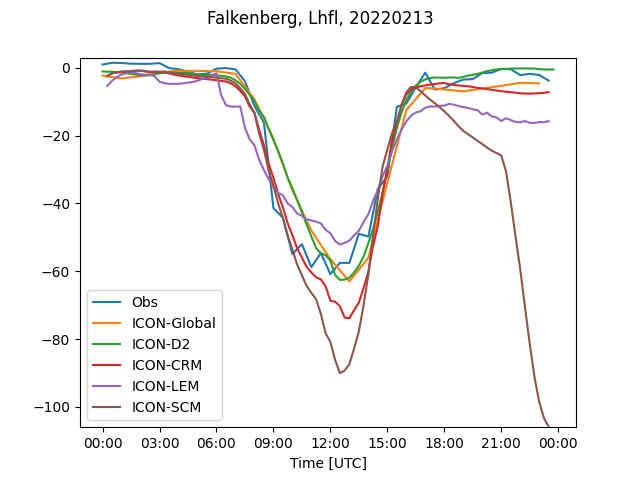 Falkenberg, Lhfl, 20220213
0
−20
−40
−60
−80
−100
Obs
ICON-Global
ICON-D2
ICON-CRM
ICON-LEM
ICON-SCM
00:00 03:00 06:00 09:00 12:00 15:00 18:00 21:00 00:00
Time [UTC]